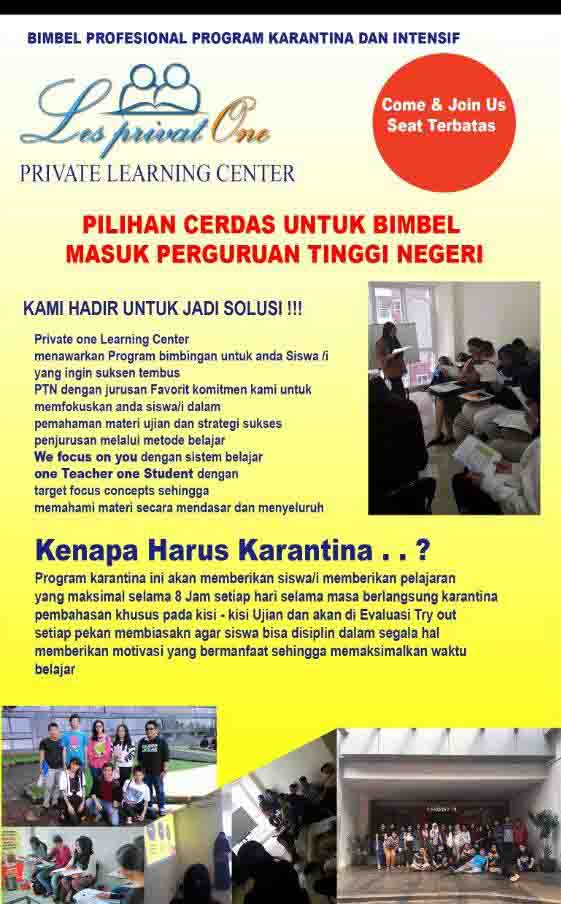 BIMBEL PROFESIONAL PROGRAM KARANTINA DAN INTENSIF
Les privat One
PRIVATE LEARNING CENTER
Come & Join Us
Seat Terbatas
PILIHAN CERDAS UNTUK BIMBEL
MASUK PERGURUAN TINGGI NEGERI
KAMI HADIR UNTUK JADI SOLUSI !!!
Private one Learning Center
menawarkan Program bimbingan untuk anda Siswa /i
yang ingin suksen tembus
PTN dengan jurusan Favorit komitmen kami untuk
memfokuskan anda siswa/i dalam
pemahaman materi ujian dan strategi sukses
penjurusan melalui metode belajar
We focus on you dengan sistem belajar
one Teacher one Student dengan
target focus concepts sehingga
memahami materi secara mendasar dan menyeluruh
Kenapa Harus Karantina . . ?
Program karantina ini akan memberikan siswa/i memberikan pelajaran
yang maksimal selama 8 Jam setiap hari selama masa berlangsung karantina
pembahasan khusus pada kisi - kisi Ujian dan akan di Evaluasi Try out
setiap pekan membiasakn agar siswa bisa disiplin dalam segala hal
memberikan motivasi yang bermanfaat sehingga memaksimalkan waktu
belajar